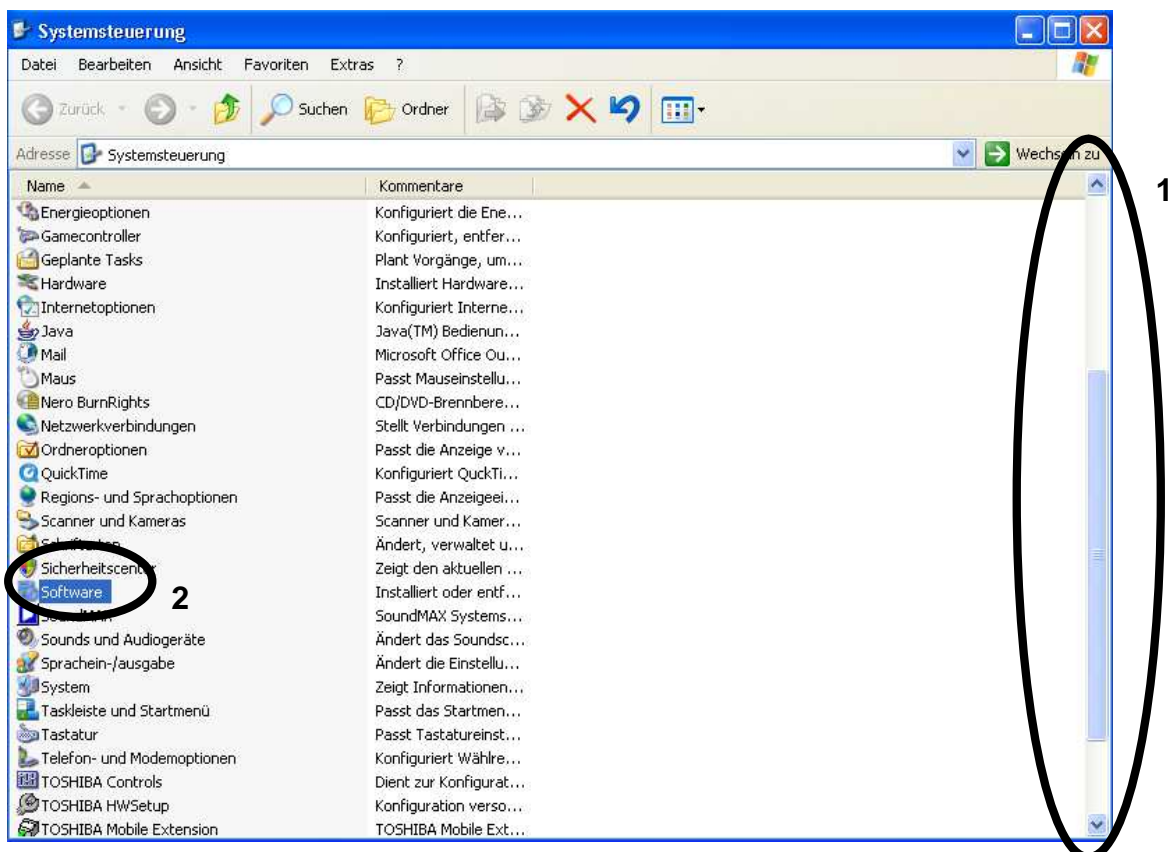 Systemsteuerung
Datei Bearbeiten Ansicht Favoriten Extras ?
Zurück Suchen Ordner
Adresse Systemsteuerung Wechseln zu
Name Kommentare
1
Energieoptionen Konfiguriert die Ene...
Gamecontroller Konfiguriert, entfer...
Geplante Tasks Plant Vorgänge, um...
Hardware Installiert Hardware...
Internetoptionen Konfiguriert Interne...
Java Java(TM) Bedienun...
Mail Microsoft Office Ou...
Maus Passt Mauseinstellu...
Nero BurnRights CD/DVD-Brennbere...
Netzwerkverbindungen Stellt Verbindungen ...
Ordneroptionen Passt die Anzeige v...
QuickTime Konfiguriert QuckTi...
Regions- und Sprachoptionen Passt die Anzeigeei...
Scanner und Kameras Scanner und Kamer...
Schriftarten Ändert, verwaltet u...
Sicherheitscenter Zeigt den aktuellen ...
Software 2 Installiert oder entf...
SoundMAX SoundMAX Systems...
Sounds und Audiogeräte Ändert das Soundsc...
Sprachein-/ausgabe Ändert die Einstellu...
System Zeigt Informationen...
Taskleiste und Startmenü Passt das Startmen...
Tastatur Passt Tastatureinst...
Telefon- und Modemoptionen Konfiguriert Wählre...
TOSHIBA Controls Dient zur Konfigurat...
TOSHIBA HWSetup Konfiguration verso...
TOSHIBA Mobile Extension TOSHIBA Mobile Ext...